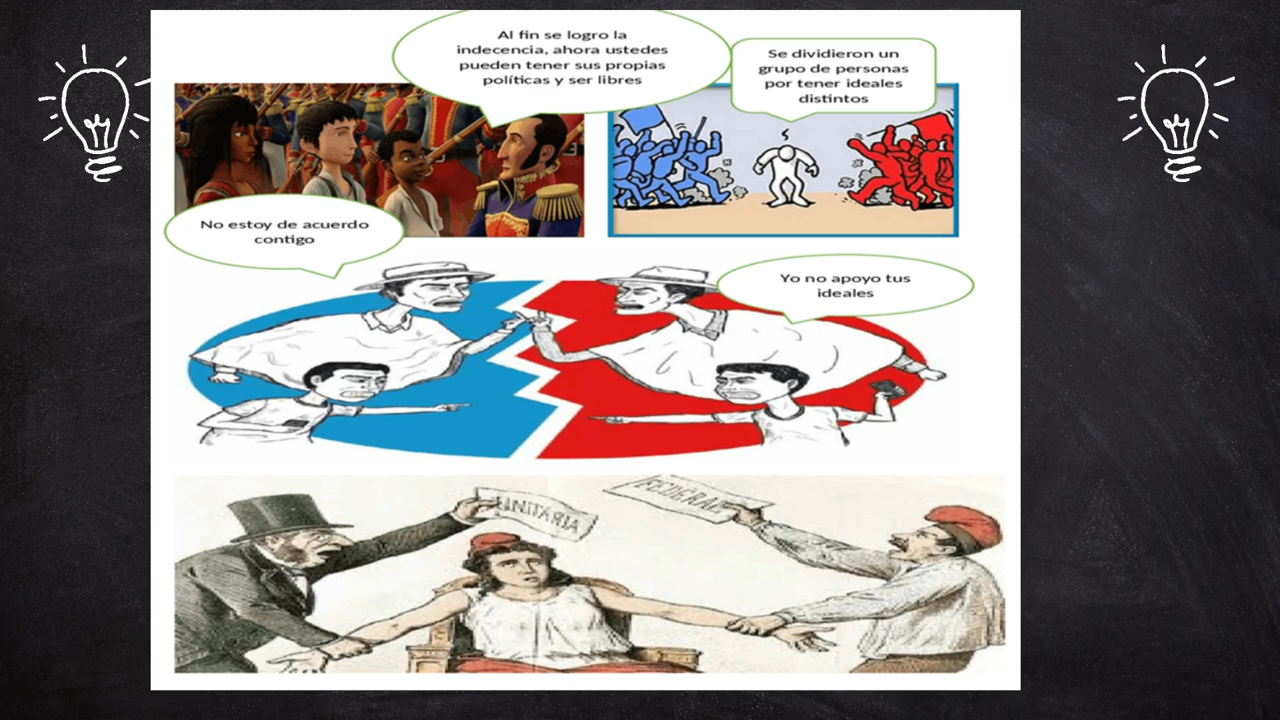 Al fin se logro la
indecencia, ahora ustedes
pueden tener sus propias
políticas y ser libres
Se dividieron un
grupo de personas
por tener ideales
distintos
No estoy de acuerdo
contigo
Yo no apoyo tus
ideales
UNITARIA
FEDERAL